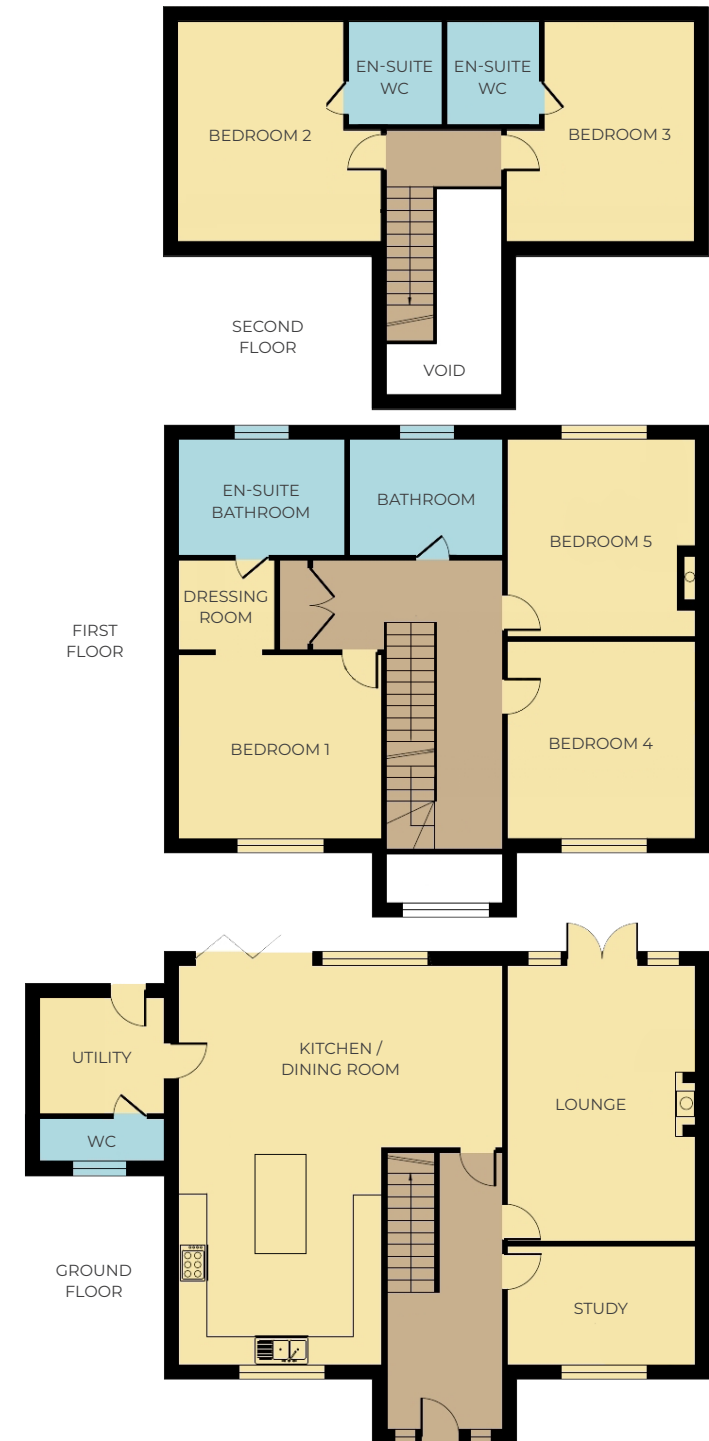 EN-SUITE
WC
EN-SUITE
WC
BEDROOM 2
BEDROOM 3
SECOND
FLOOR
VOID
EN-SUITE
BATHROOM
BATHROOM
BEDROOM 5
DRESSING
ROOM
FIRST
FLOOR
BEDROOM 1
BEDROOM 4
UTILITY
KITCHEN /
DINING ROOM
LOUNGE
WC
GROUND
FLOOR
STUDY